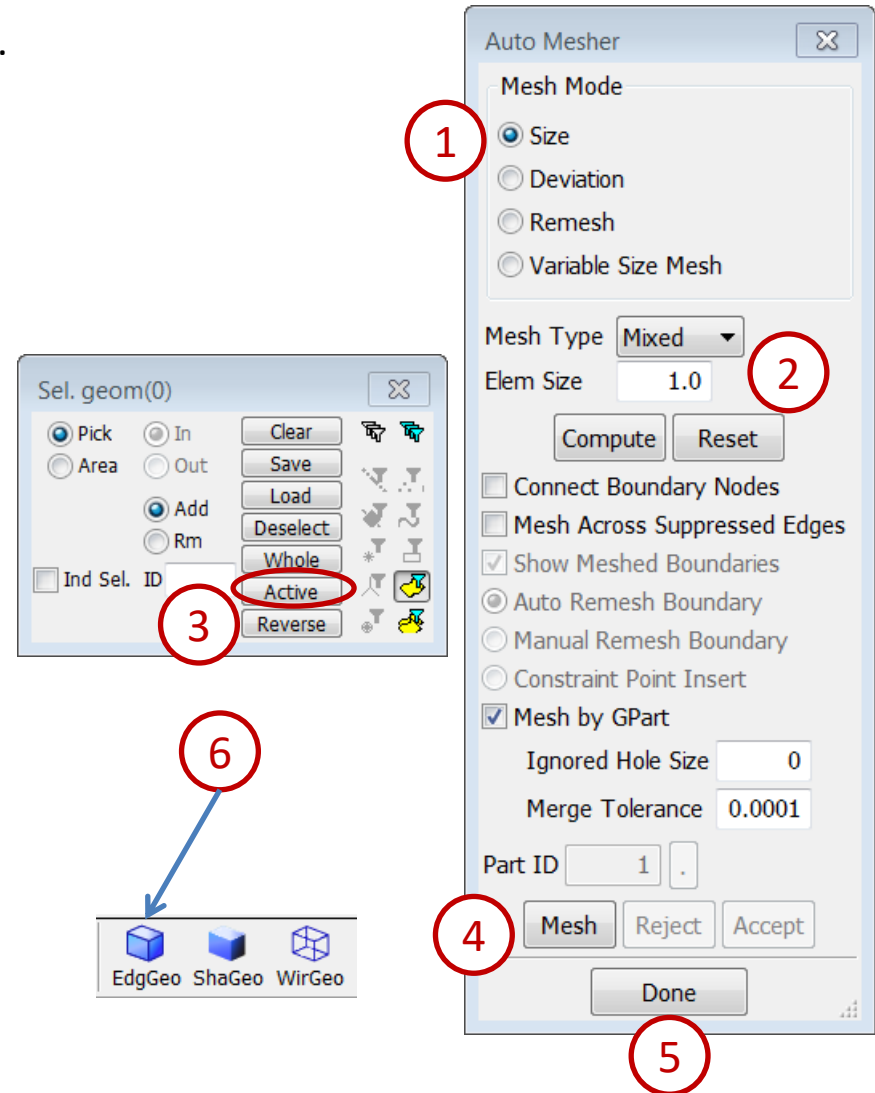 .
Auto Mesher
Mesh Mode
1
Size
Deviation
Remesh
Variable Size Mesh
Mesh Type Mixed
Elem Size 1.0
2
Compute Reset
Connect Boundary Nodes
Mesh Across Suppressed Edges
Show Meshed Boundaries
Auto Remesh Boundary
Manual Remesh Boundary
Constraint Point Insert
Mesh by GPart
Ignored Hole Size 0
Merge Tolerance 0.0001
Part ID 1 .
4
Mesh Reject Accept
Done
5
Sel. geom(0)
Pick In Clear
Area Out Save
Add Load
Rm Deselect
Whole
Ind Sel. ID Active
3
Reverse
6
EdgGeo ShaGeo WirGeo